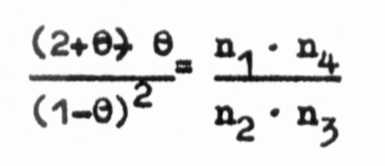 (2+θ) θ / (1-θ)² = n₁ · n₄ / n₂ · n₃